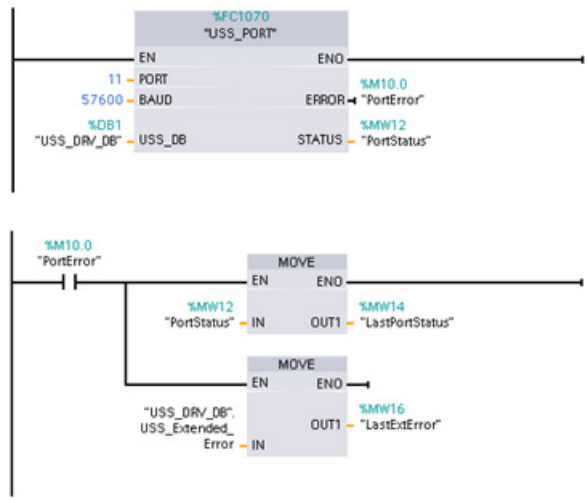 %FC1070
"USS_PORT"
EN ENO
11 PORT
%M10.0
57600 BAUD ERROR "PortError"
%DB1 %MW12
"USS_DRV_DB" USS_DB STATUS "PortStatus"
%M10.0
"PortError"
MOVE
EN ENO
%MW12 %MW14
"PortStatus" IN OUT1 "LastPortStatus"
MOVE
EN ENO
"USS_DRV_DB". %MW16
USS_Extended_ OUT1 "LastExtError"
Error IN